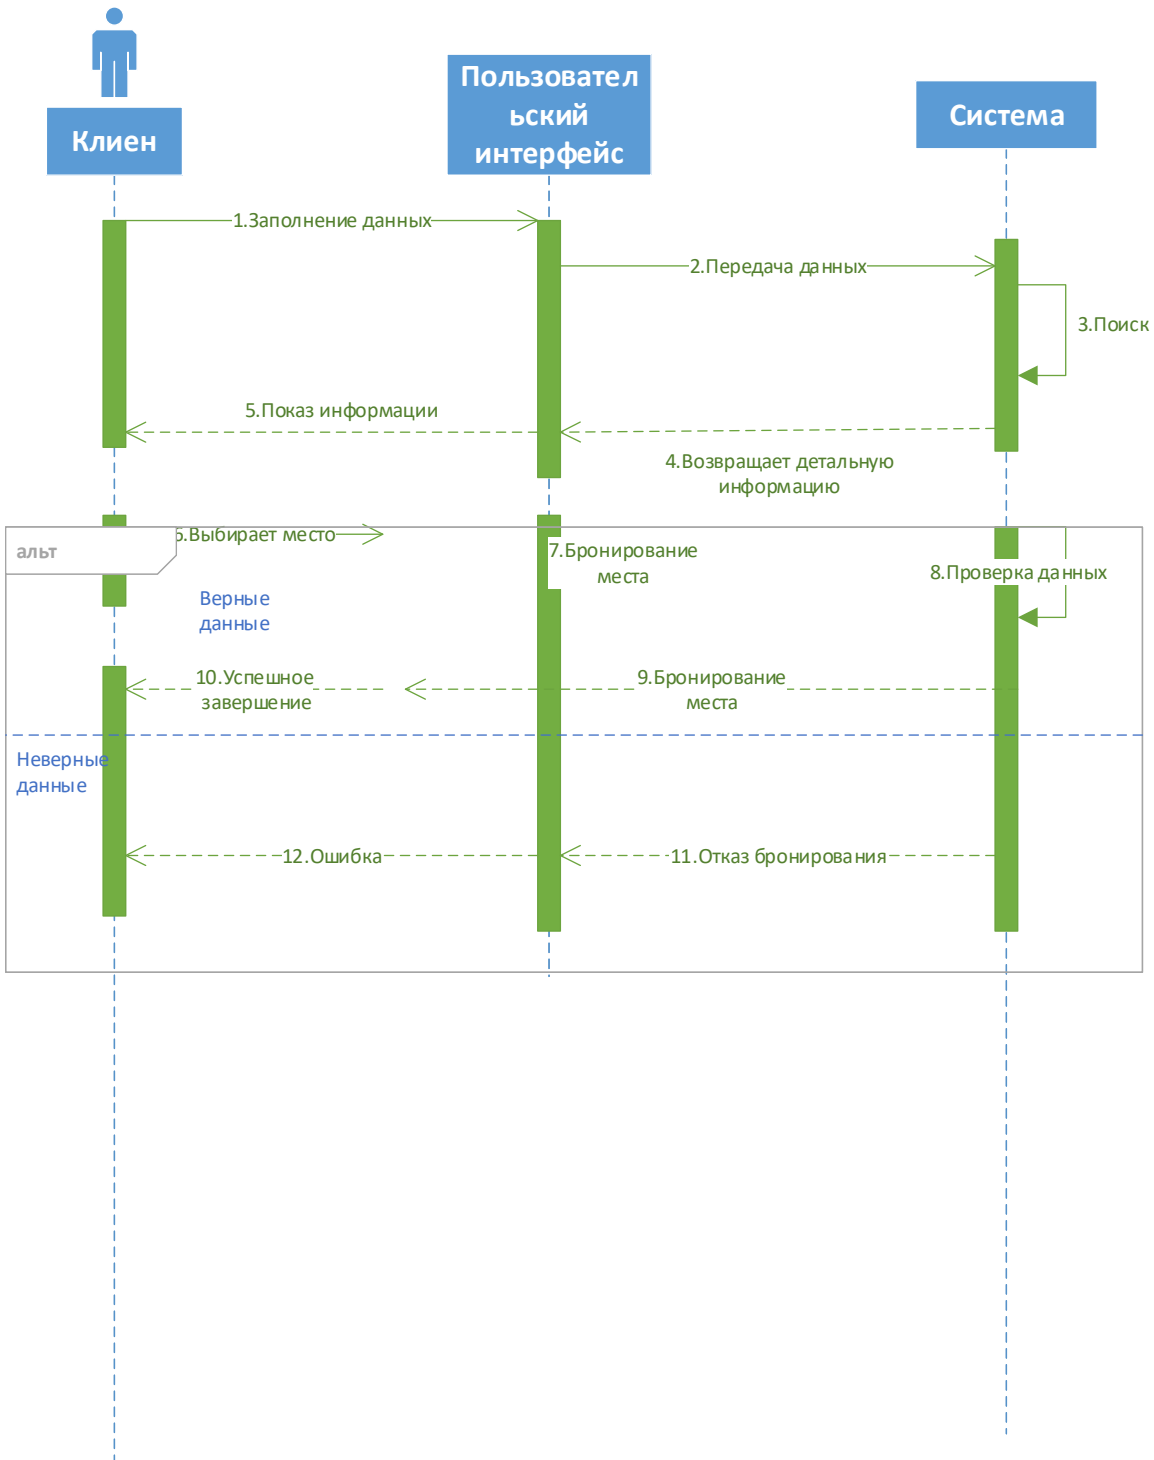 Клиен
Пользовател
ьский
интерфейс
Система
1.Заполнение данных
2.Передача данных
3.Поиск
5.Показ информации
4.Возвращает детальную
информацию
альт
6.Выбирает место
7.Бронирование
места
8.Проверка данных
Верные
данные
10.Успешное
завершение
9.Бронирование
места
Неверные
данные
12.Ошибка
11.Отказ бронирования